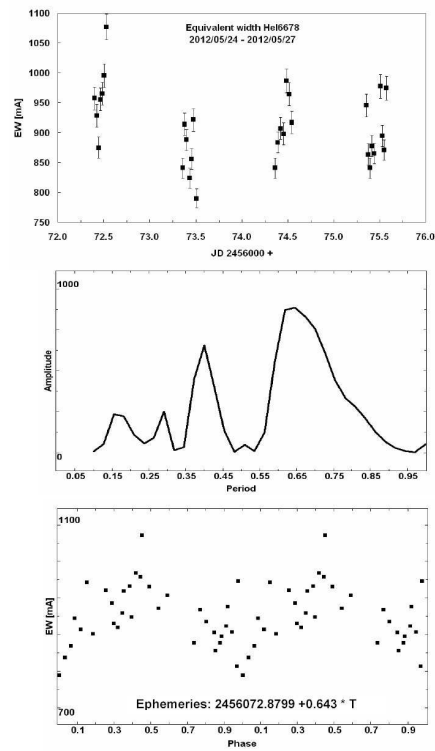 Equivalent width HeI6678
2012/05/24 - 2012/05/27
EW [mA]
1100
1050
1000
950
900
850
800
750
72.0 72.5 73.0 73.5 74.0 74.5 75.0 75.5 76.0
JD 2456000 +
1000
Amplitude
0
0.05 0.15 0.25 0.35 0.45 0.55 0.65 0.75 0.85 0.95
Period
1100
EW [mA]
700
Ephemeries: 2456072.8799 +0.643 * T
0.1 0.3 0.5 0.7 0.9 0.1 0.3 0.5 0.7 0.9
Phase